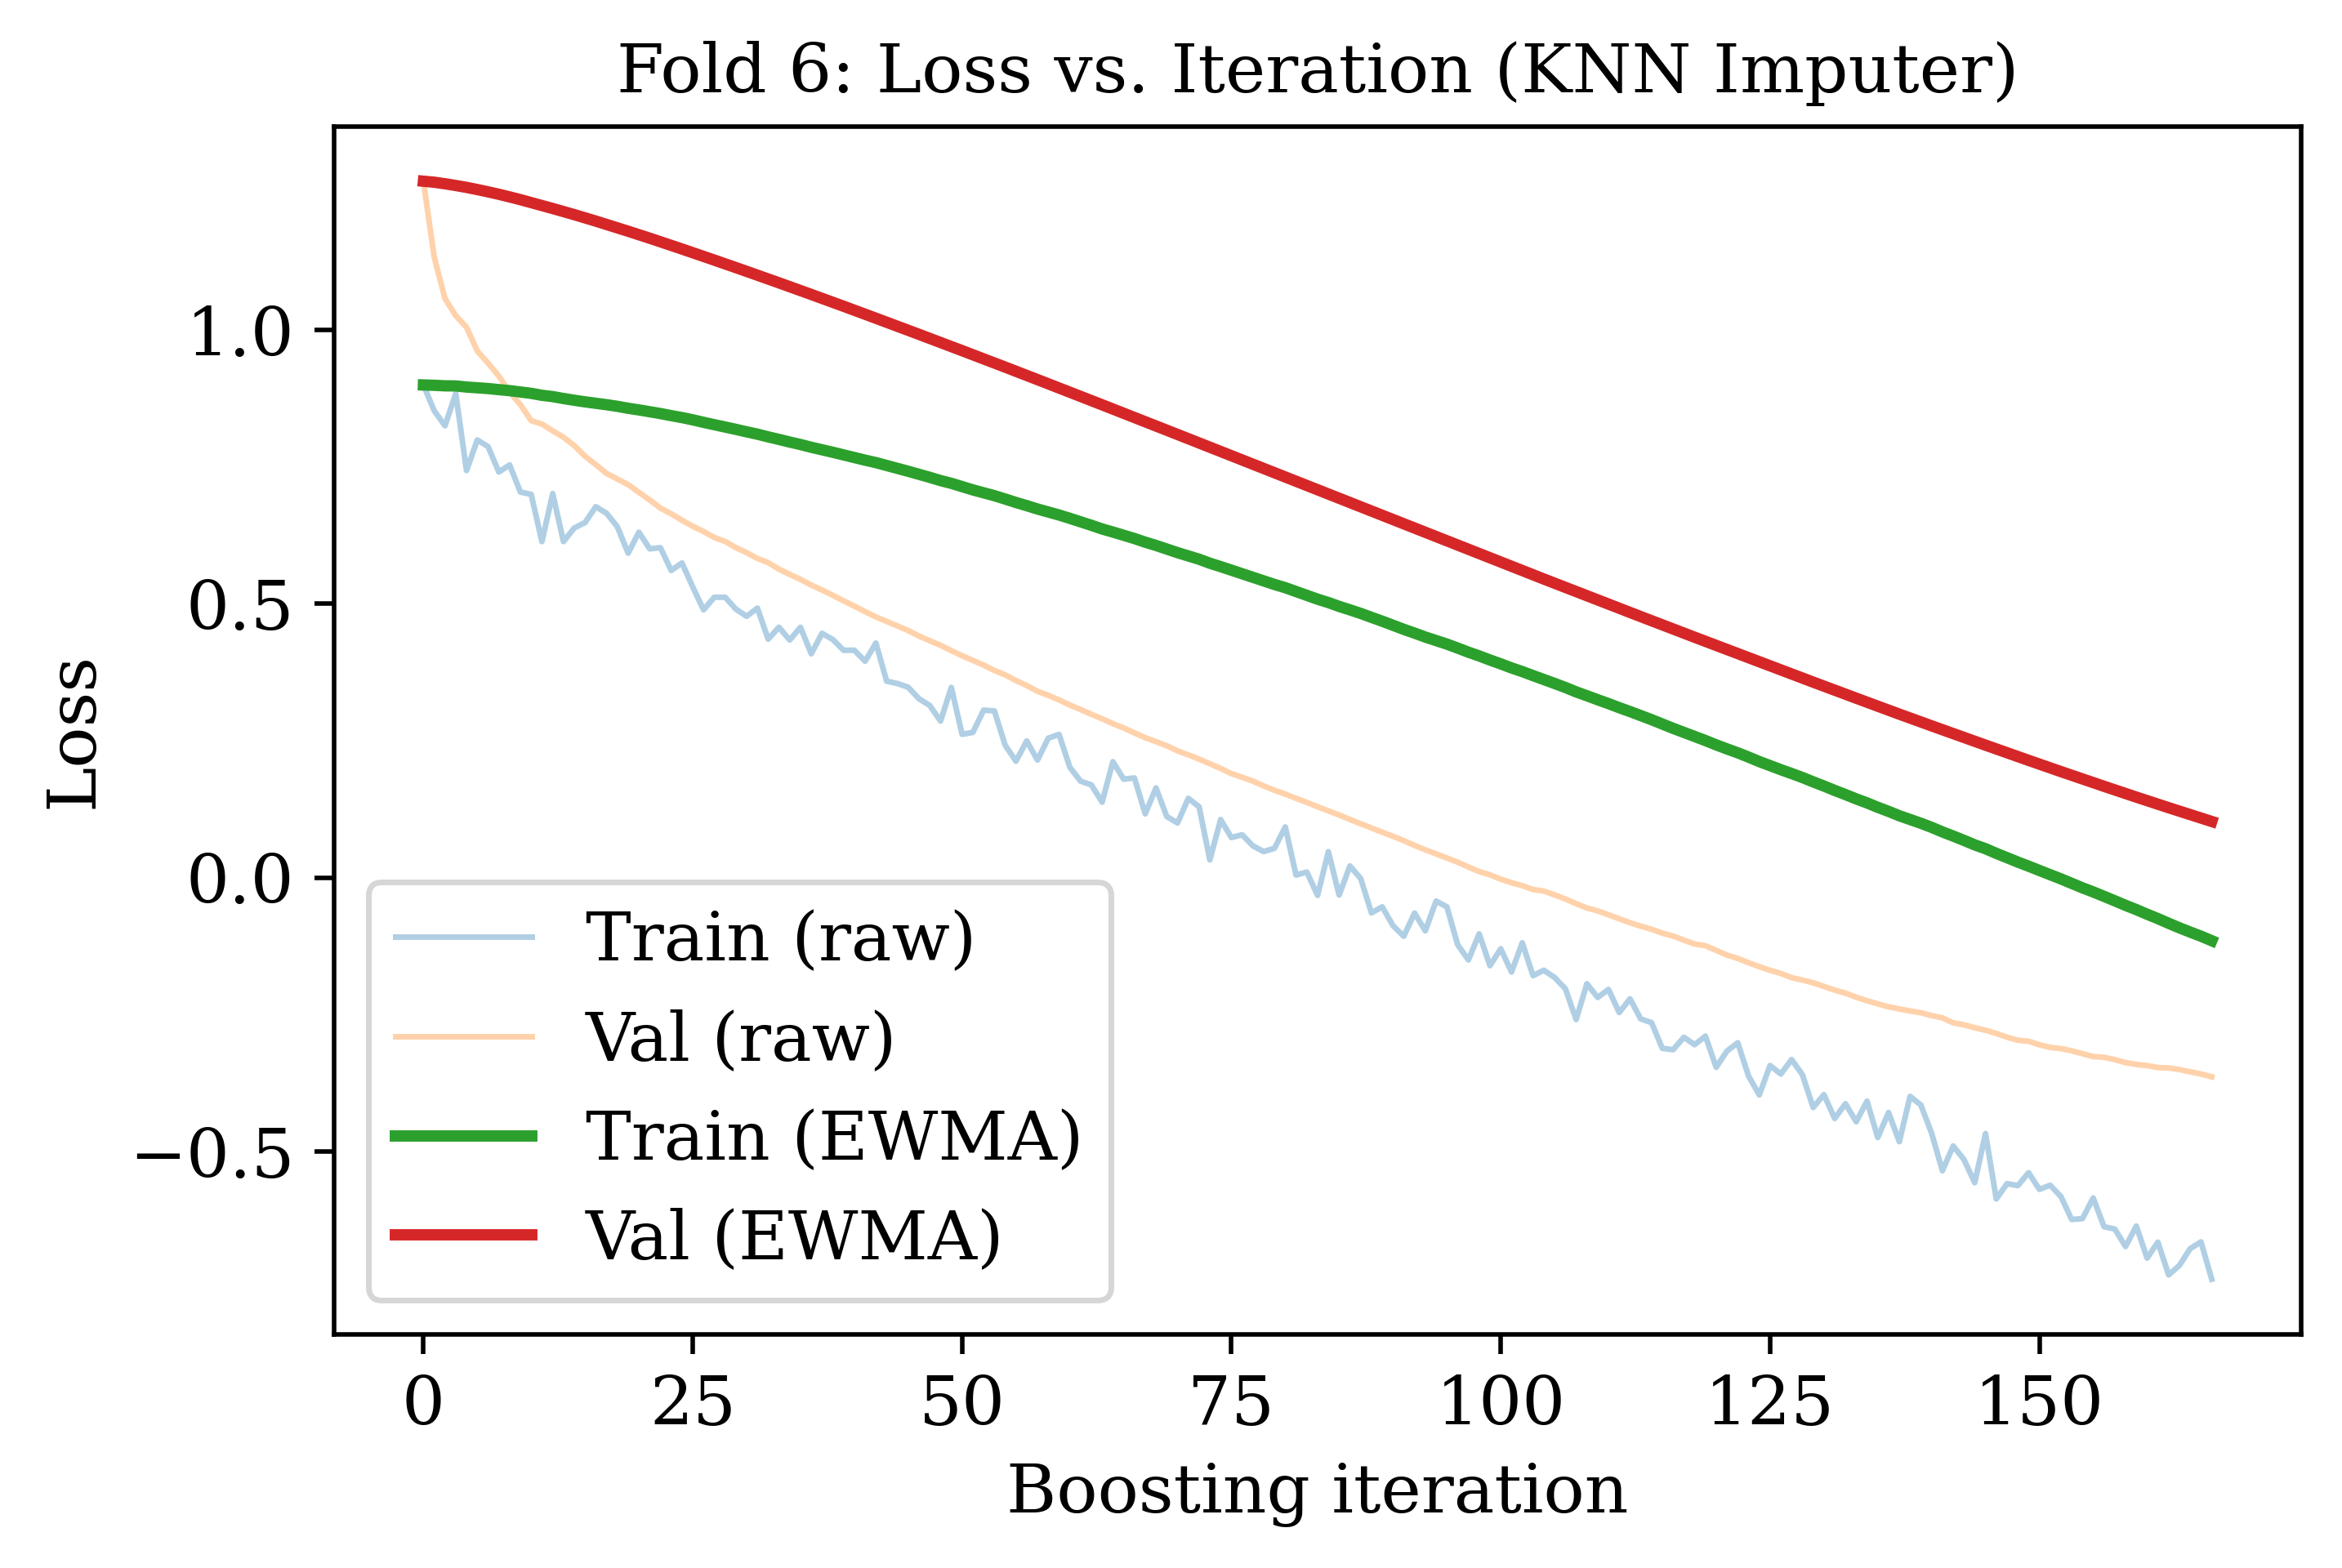 Fold 6: Loss vs. Iteration (KNN Imputer)
Loss
1.0
0.5
0.0
−0.5
Train (raw)
Val (raw)
Train (EWMA)
Val (EWMA)
0 25 50 75 100 125 150
Boosting iteration